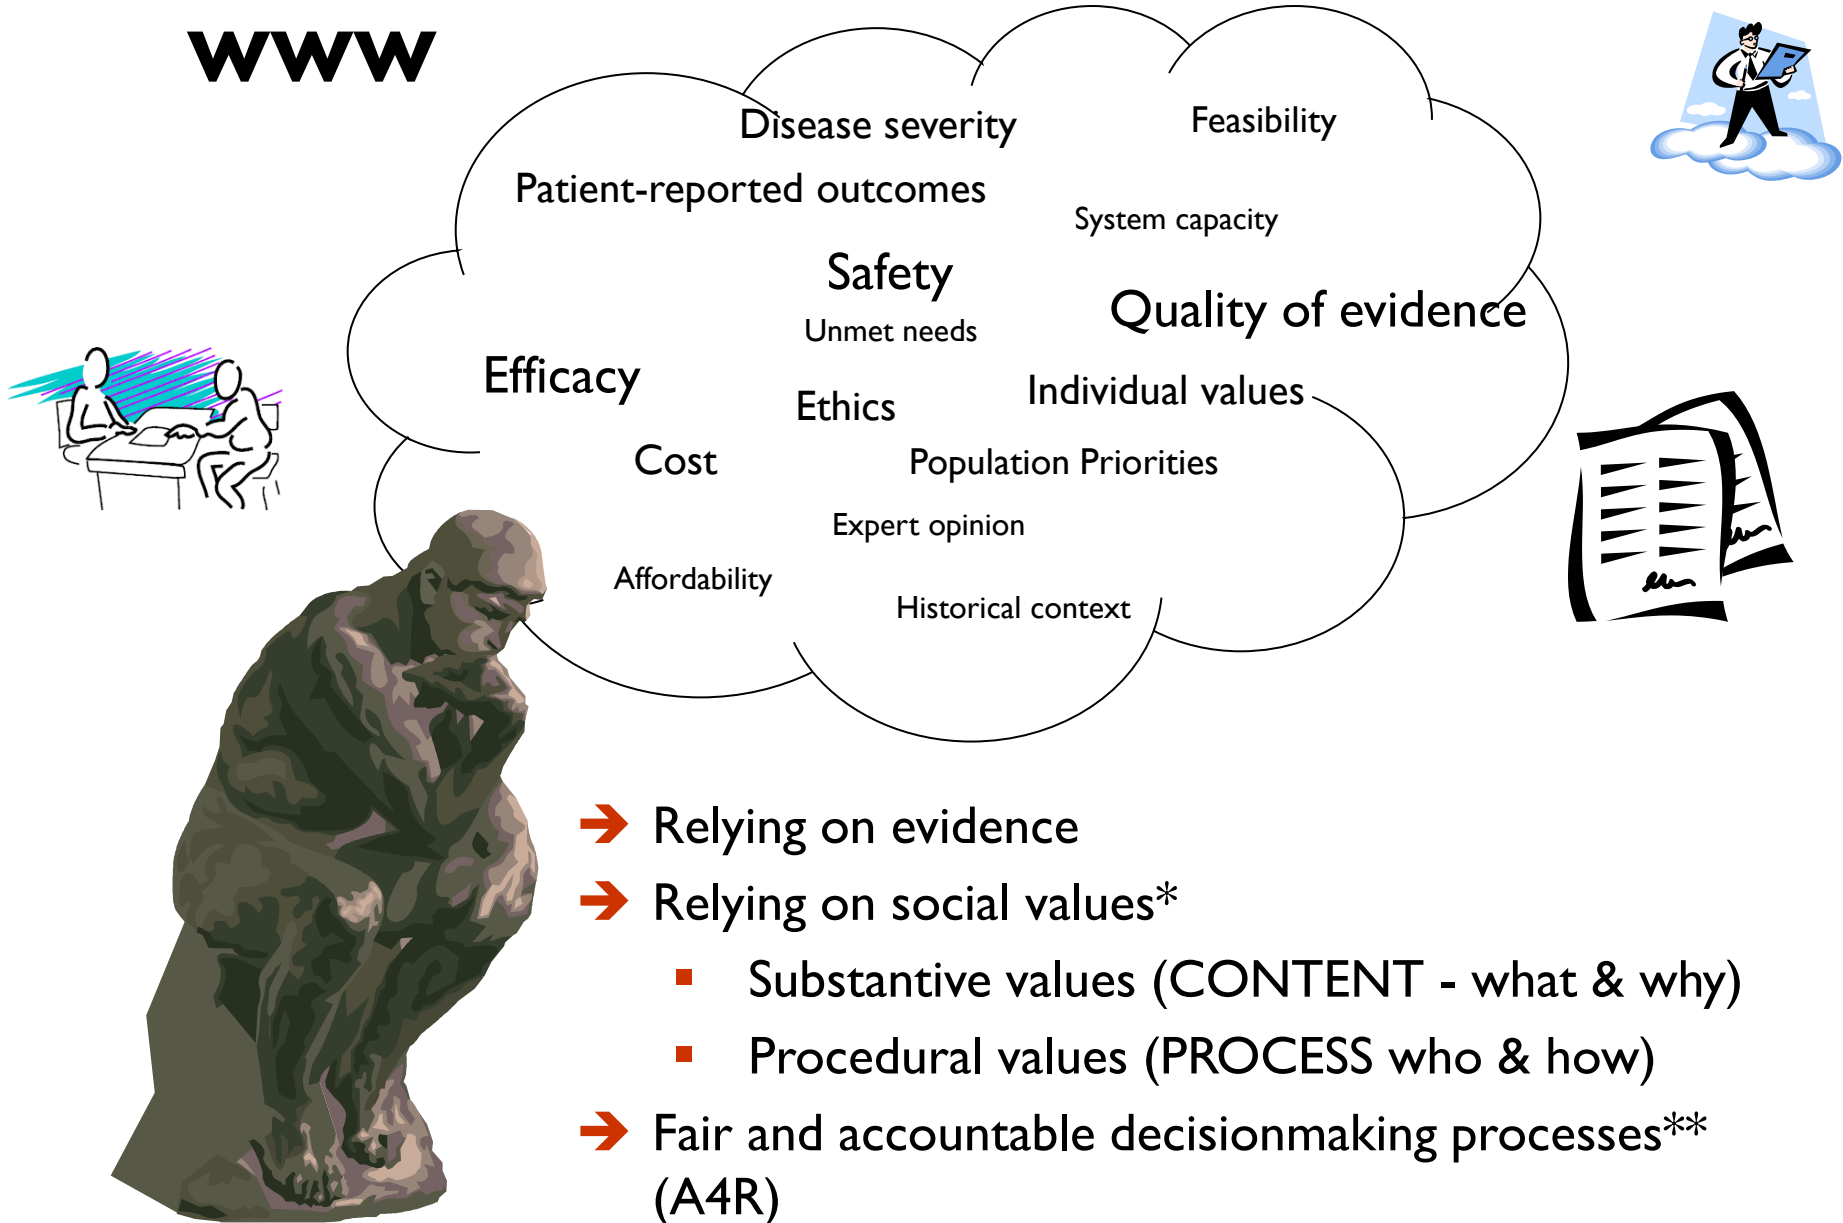 WWW
Disease severity
Feasibility
Patient-reported outcomes
System capacity
Safety
Quality of evidence
Unmet needs
Efficacy
Individual values
Ethics
Cost
Population Priorities
Expert opinion
Affordability
Historical context
Relying on evidence
Relying on social values*
Substantive values (CONTENT - what & why)
Procedural values (PROCESS who & how)
Fair and accountable decisionmaking processes**
(A4R)